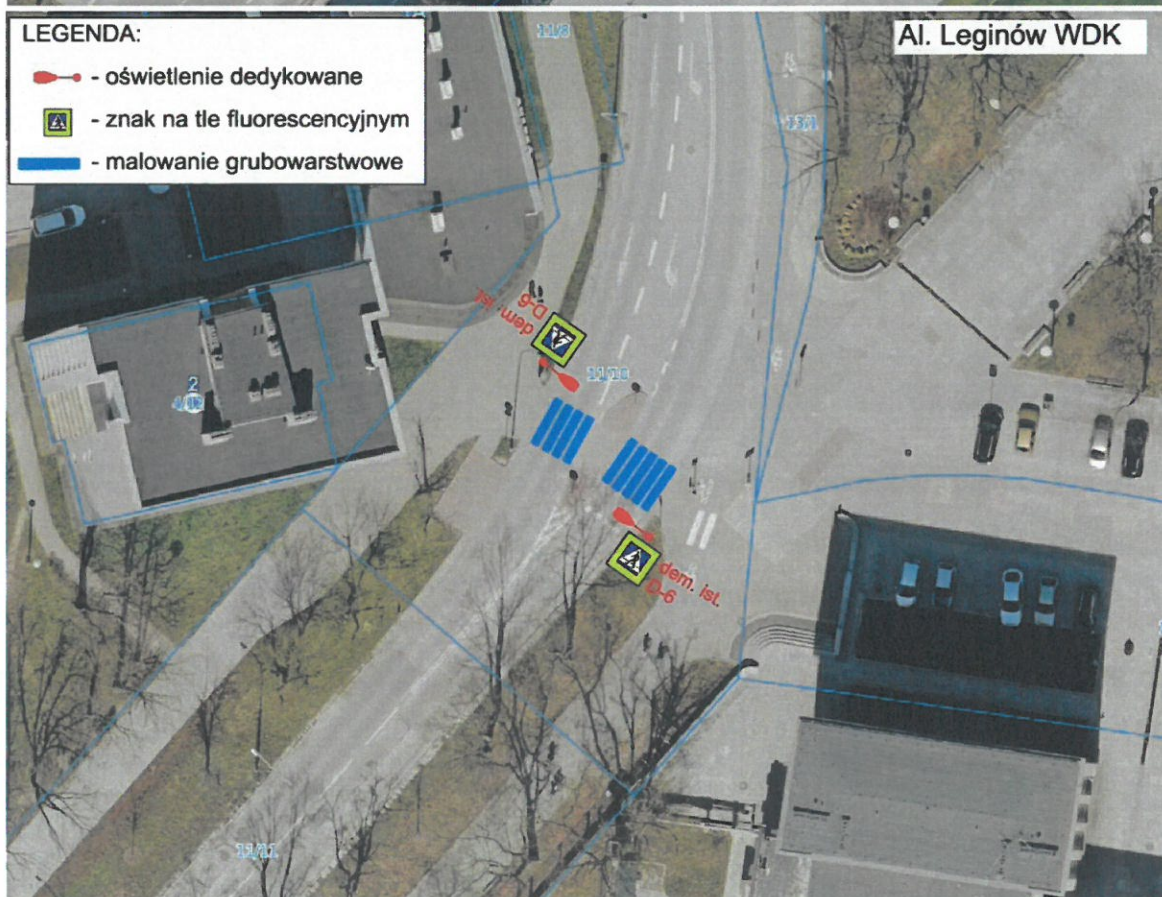 LEGENDA:
- oświetlenie dedykowane
- znak na tle fluorescencyjnym
- malowanie grubowarstwowe
Al. Leginów WDK
11/8
13/1
dem. ist.
D-6
11/10
2
dem. ist.
D-6
11/11